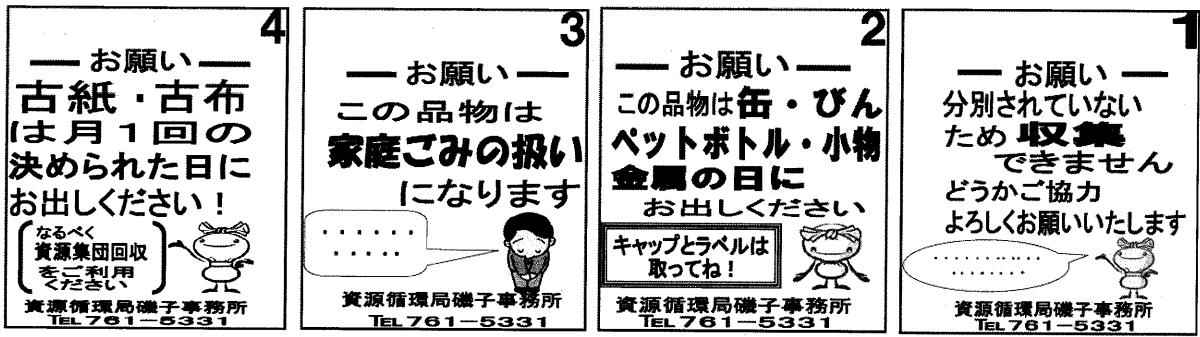 4
お願い
古紙・古布
は月1回の
決められた日に
お出しください！
なるべく
資源集団回収
をご利用
ください
資源循環局磯子事務所
TEL 761－5331
3
お願い
この品物は
家庭ごみの扱い
になります
・・・・・・
・・・・・
資源循環局磯子事務所
TEL 761－5331
2
お願い
この品物は缶・びん
ペットボトル・小物
金属の日に
お出しください
キャップとラベルは
取ってね！
資源循環局磯子事務所
TEL 761－5331
1
お願い
分別されていない
ため 収集
できません
どうかご協力
よろしくお願いいたします
資源循環局磯子事務所
TEL 761－5331